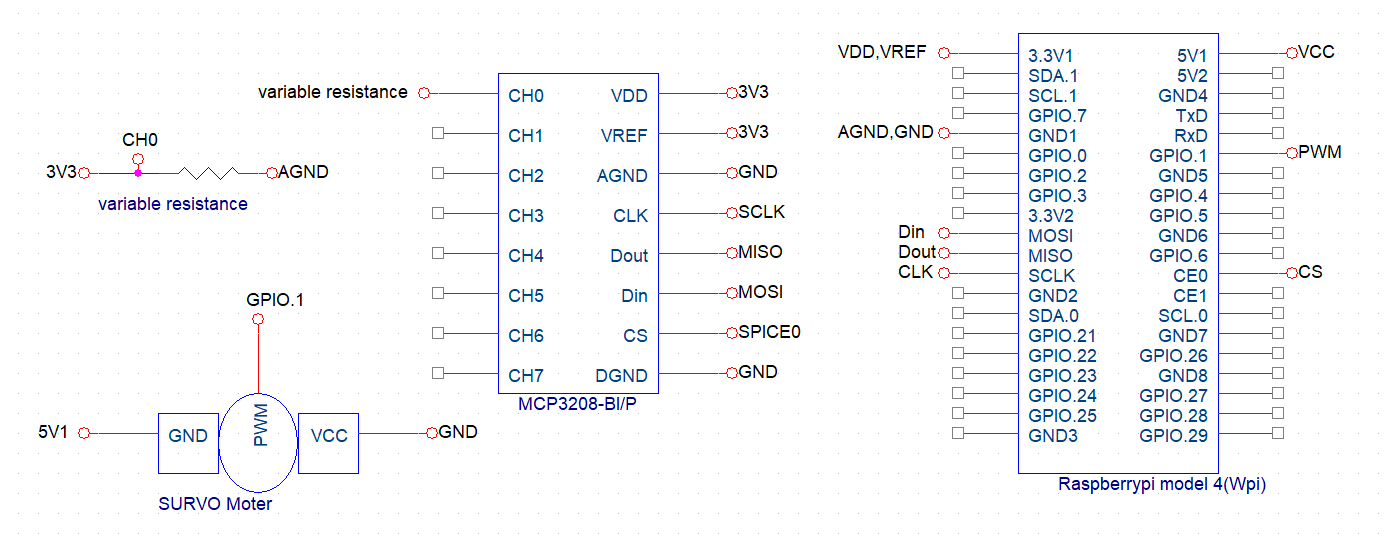 variable resistance
CH0
3V3
AGND
variable resistance
GPIO.1
5V1
GND
PWM
VCC
GND
SURVO Moter
CH0 VDD 3V3
CH1 VREF 3V3
CH2 AGND GND
CH3 CLK SCLK
CH4 Dout MISO
CH5 Din MOSI
CH6 CS SPICE0
CH7 DGND GND
MCP3208-BI/P
VDD,VREF 3.3V1 5V1 VCC
SDA.1 5V2
SCL.1 GND4
GPIO.7 TxD
AGND,GND GND1 RxD
GPIO.0 GPIO.1 PWM
GPIO.2 GND5
GPIO.3 GPIO.4
3.3V2 GPIO.5
Din MOSI GND6
Dout MISO GPIO.6
CLK SCLK CE0 CS
GND2 CE1
SDA.0 SCL.0
GPIO.21 GND7
GPIO.22 GPIO.26
GPIO.23 GND8
GPIO.24 GPIO.27
GPIO.25 GPIO.28
GND3 GPIO.29
Raspberrypi model 4(Wpi)